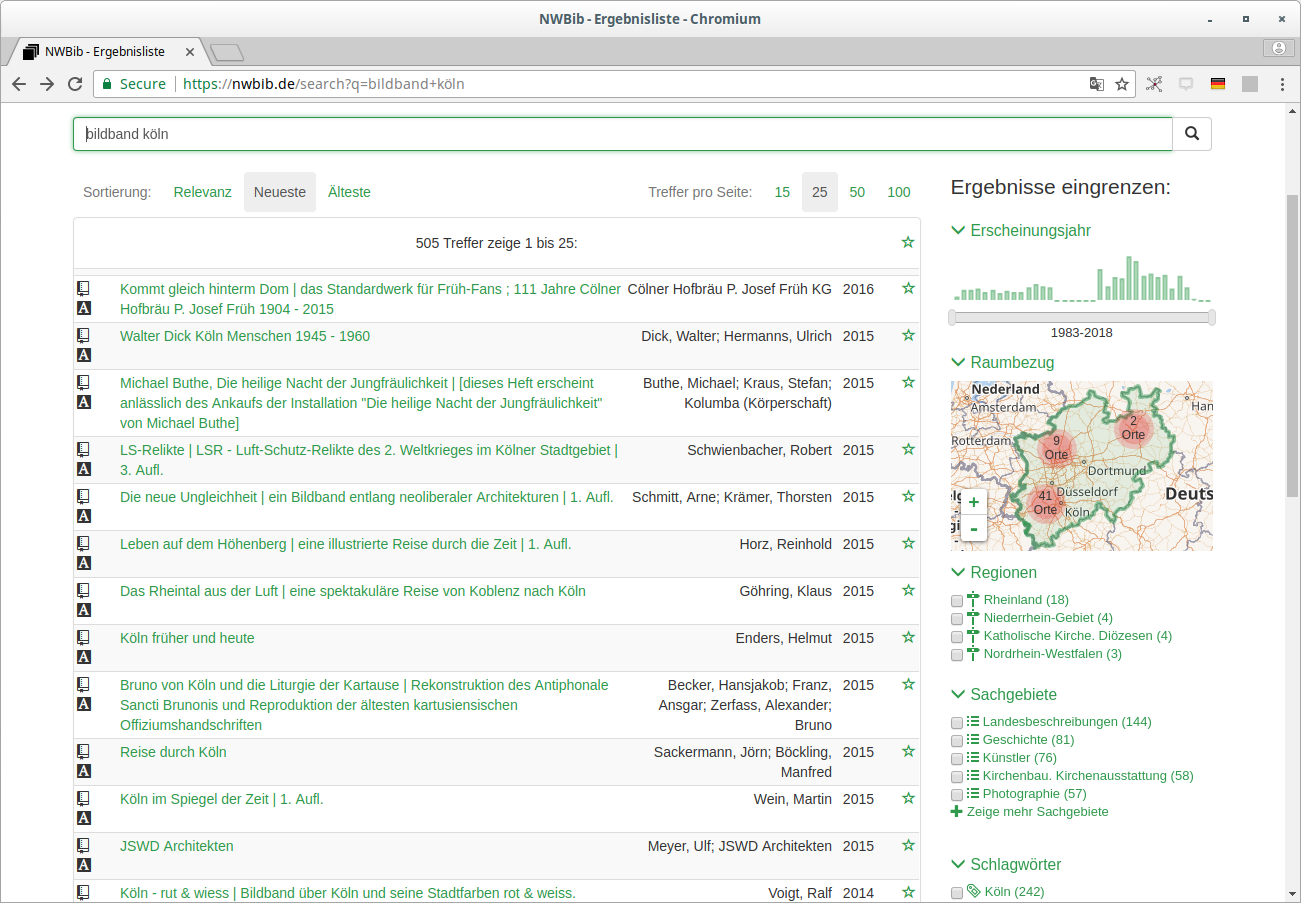 NWBib - Ergebnisliste - Chromium
NWBib - Ergebnisliste
Secure
https://nwbib.de/search?q=bildband+köln
bildband köln
Sortierung: Relevanz Neueste Älteste
Treffer pro Seite: 15 25 50 100
505 Treffer zeige 1 bis 25:
Kommt gleich hinterm Dom | das Standardwerk für Früh-Fans ; 111 Jahre Cölner Cölner Hofbräu P. Josef Früh KG 2016
Hofbräu P. Josef Früh 1904 - 2015
A
Walter Dick Köln Menschen 1945 - 1960 Dick, Walter; Hermanns, Ulrich 2015
A
Michael Buthe, Die heilige Nacht der Jungfräulichkeit | [dieses Heft erscheint Buthe, Michael; Kraus, Stefan; 2015
A anlässlich des Ankaufs der Installation "Die heilige Nacht der Jungfräulichkeit" Kolumba (Körperschaft)
von Michael Buthe]
LS-Relikte | LSR - Luft-Schutz-Relikte des 2. Weltkrieges im Kölner Stadtgebiet | Schwienbacher, Robert 2015
A 3. Aufl.
Die neue Ungleichheit | ein Bildband entlang neoliberaler Architekturen | 1. Aufl. Schmitt, Arne; Krämer, Thorsten 2015
A
Leben auf dem Höhenberg | eine illustrierte Reise durch die Zeit | 1. Aufl. Horz, Reinhold 2015
A
Das Rheintal aus der Luft | eine spektakuläre Reise von Koblenz nach Köln Göhring, Klaus 2015
A
Köln früher und heute Enders, Helmut 2015
A
Bruno von Köln und die Liturgie der Kartause | Rekonstruktion des Antiphonale Becker, Hansjakob; Franz, 2015
A Sancti Brunonis und Reproduktion der ältesten kartusiensischen Ansgar; Zerfass, Alexander;
Offiziumshandschriften Bruno
Reise durch Köln Sackermann, Jörn; Böckling, 2015
A Manfred
Köln im Spiegel der Zeit | 1. Aufl. Wein, Martin 2015
A
JSWD Architekten Meyer, Ulf; JSWD Architekten 2015
A
Köln - rut & wiess | Bildband über Köln und seine Stadtfarben rot & weiss. Voigt, Ralf 2014
Ergebnisse eingrenzen:
Erscheinungsjahr
1983-2018
Raumbezug
Nederland
Amsterdam
Han
Rotterdam
2
Orte
9
Orte
Dortmund
Düsseldorf
Deuts
41
Orte
Köln
+
-
Regionen
Rheinland (18)
Niederrhein-Gebiet (4)
Katholische Kirche. Diözesen (4)
Nordrhein-Westfalen (3)
Sachgebiete
Landesbeschreibungen (144)
Geschichte (81)
Künstler (76)
Kirchenbau. Kirchenausstattung (58)
Photographie (57)
Zeige mehr Sachgebiete
Schlagwörter
Köln (242)